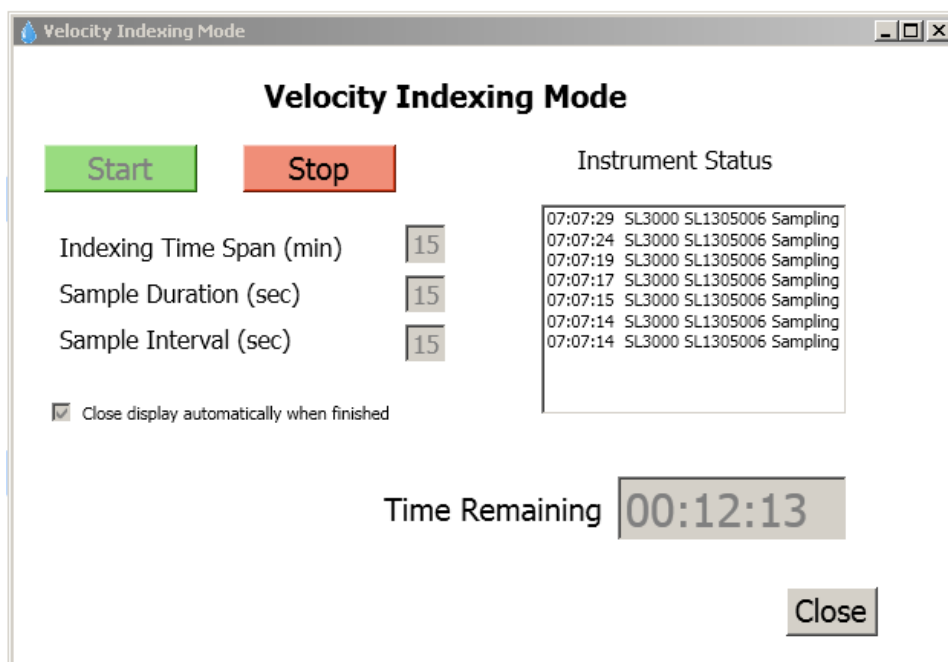 Velocity Indexing Mode
Velocity Indexing Mode
Start
Stop
Instrument Status
07:07:29 SL3000 SL1305006 Sampling
07:07:24 SL3000 SL1305006 Sampling
07:07:19 SL3000 SL1305006 Sampling
07:07:17 SL3000 SL1305006 Sampling
07:07:15 SL3000 SL1305006 Sampling
07:07:14 SL3000 SL1305006 Sampling
07:07:14 SL3000 SL1305006 Sampling
Indexing Time Span (min) 15
Sample Duration (sec) 15
Sample Interval (sec) 15
Close display automatically when finished
Time Remaining 00:12:13
Close